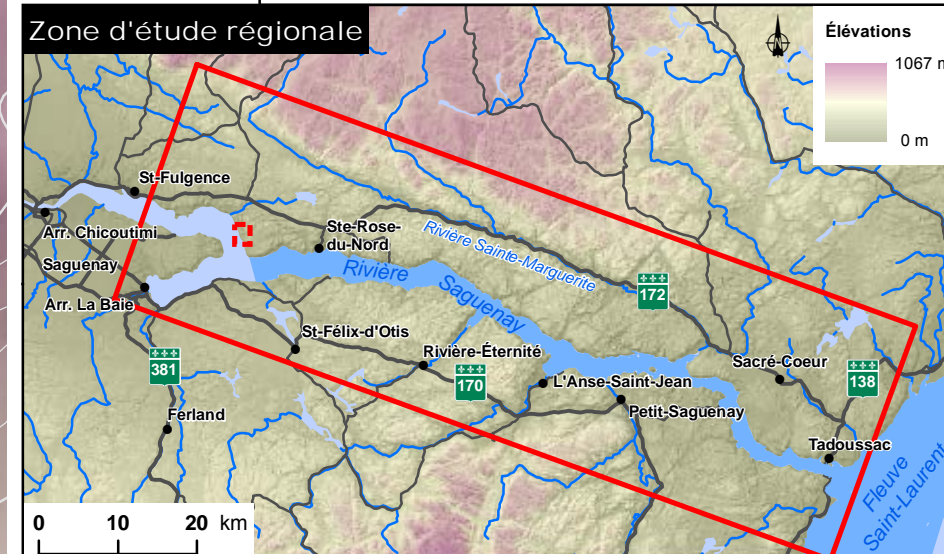 Zone d'étude régionale
Élévations
1067 m
0 m
St-Fulgence
Arr. Chicoutimi
Saguenay
Arr. La Baie
Ste-Rose-
du-Nord
Rivière Sainte-Marguerite
Rivière Saguenay
172
St-Félix-d'Otis
Rivière-Éternité
381
170
L'Anse-Saint-Jean
Sacré-Coeur
138
Petit-Saguenay
Ferland
Tadoussac
Fleuve
Saint-Laurent
0 10 20 km